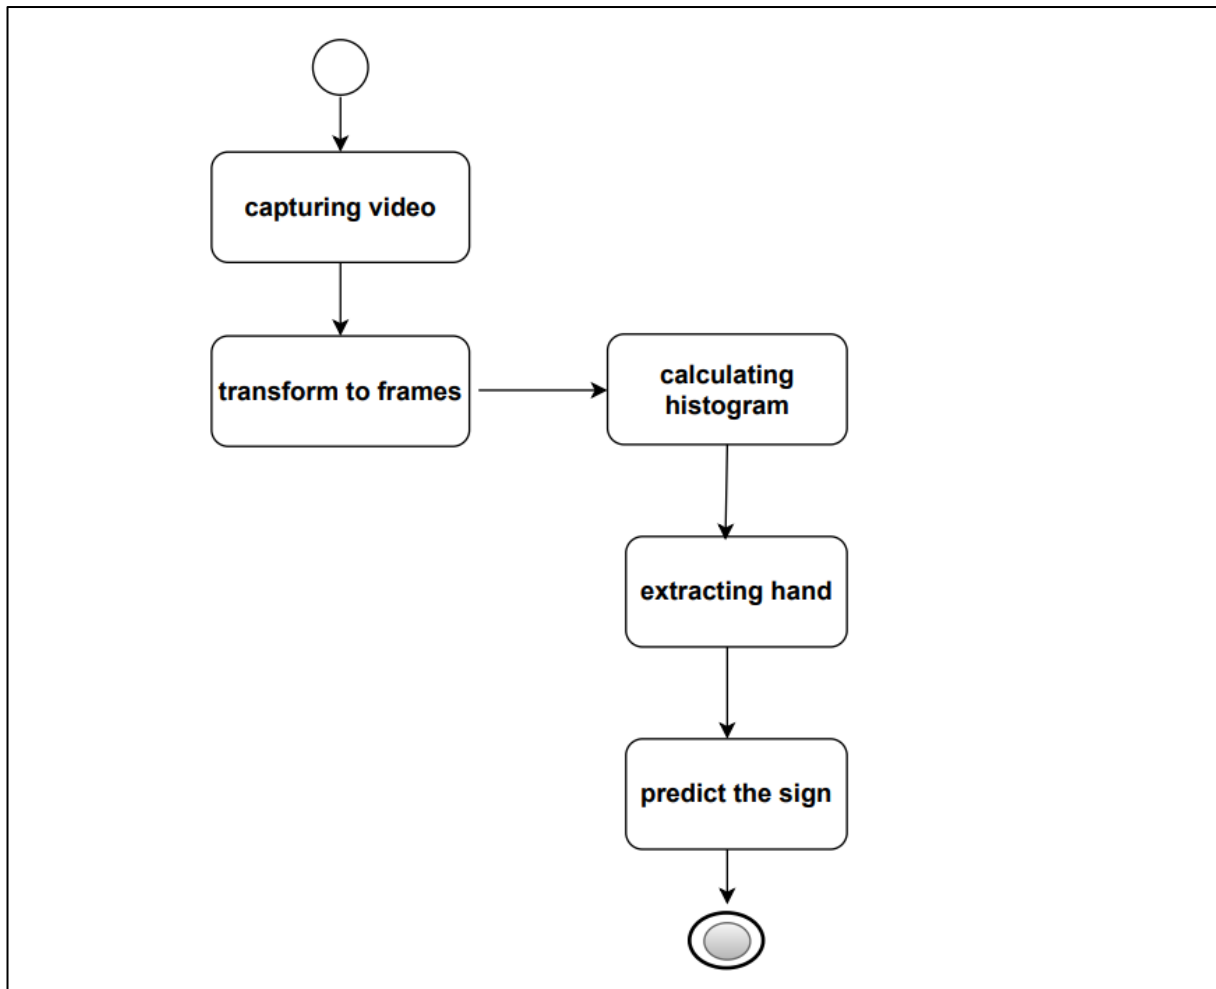 capturing video
transform to frames
calculating
histogram
extracting hand
predict the sign